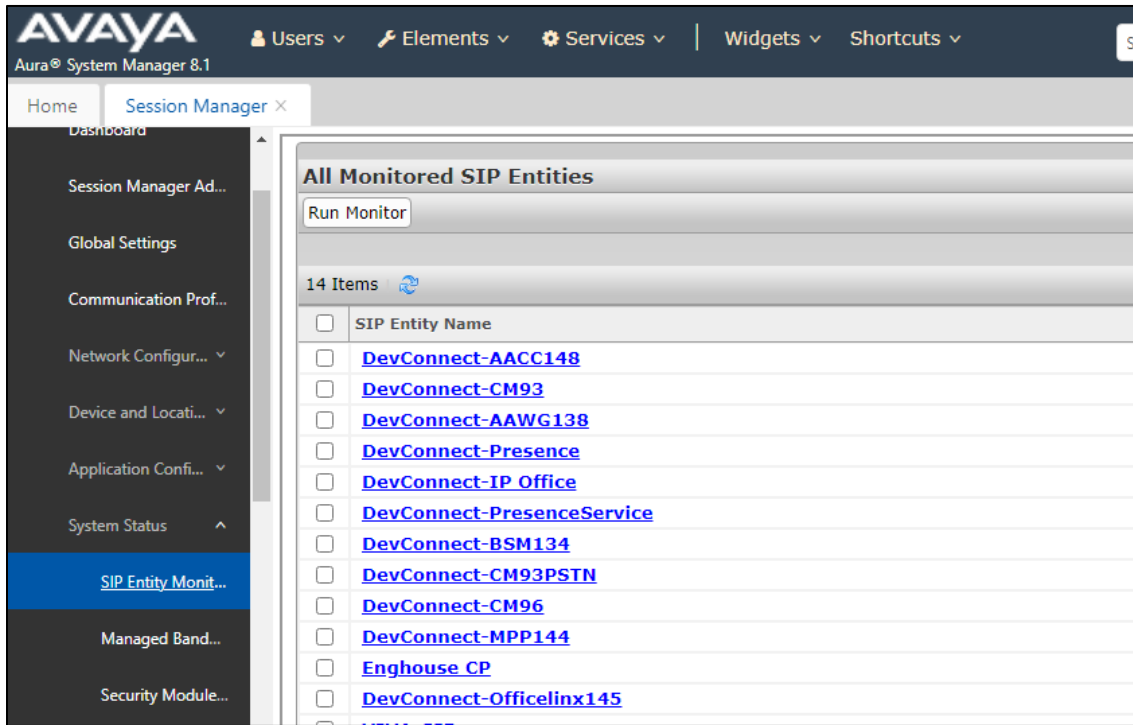 AVAYA
Aura® System Manager 8.1
Users Elements Services Widgets Shortcuts
Home Session Manager ×
Dashboard
Session Manager Ad...
Global Settings
Communication Prof...
Network Configur...
Device and Locati...
Application Confi...
System Status
SIP Entity Monit...
Managed Band...
Security Module...
All Monitored SIP Entities
Run Monitor
14 Items
SIP Entity Name
DevConnect-AACC148
DevConnect-CM93
DevConnect-AAWG138
DevConnect-Presence
DevConnect-IP Office
DevConnect-PresenceService
DevConnect-BSM134
DevConnect-CM93PSTN
DevConnect-CM96
DevConnect-MPP144
Enghouse CP
DevConnect-Officelinx145